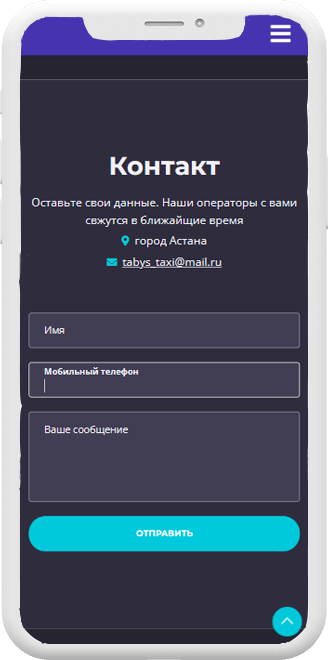 Контакт
Оставьте свои данные. Наши операторы с вами
свжутся в ближайщие время
город Астана
tabys_taxi@mail.ru
Имя
Мобильный телефон
Ваше сообщение
ОТПРАВИТЬ